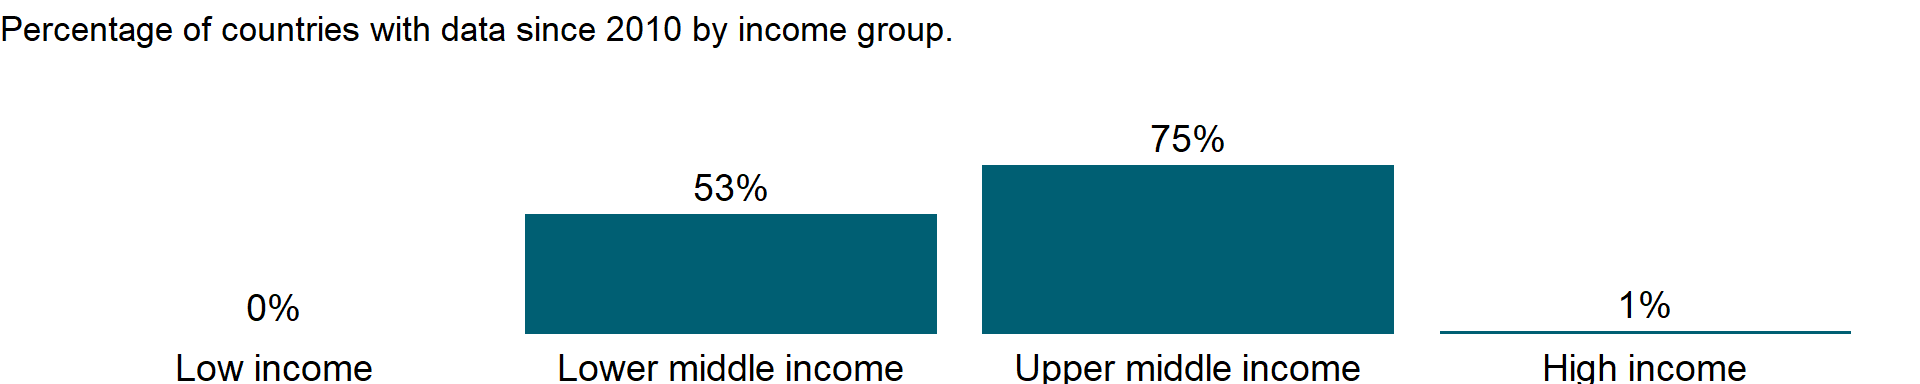 Percentage of countries with data since 2010 by income group.
75%
53%
0%
1%
Low income
Lower middle income
Upper middle income
High income